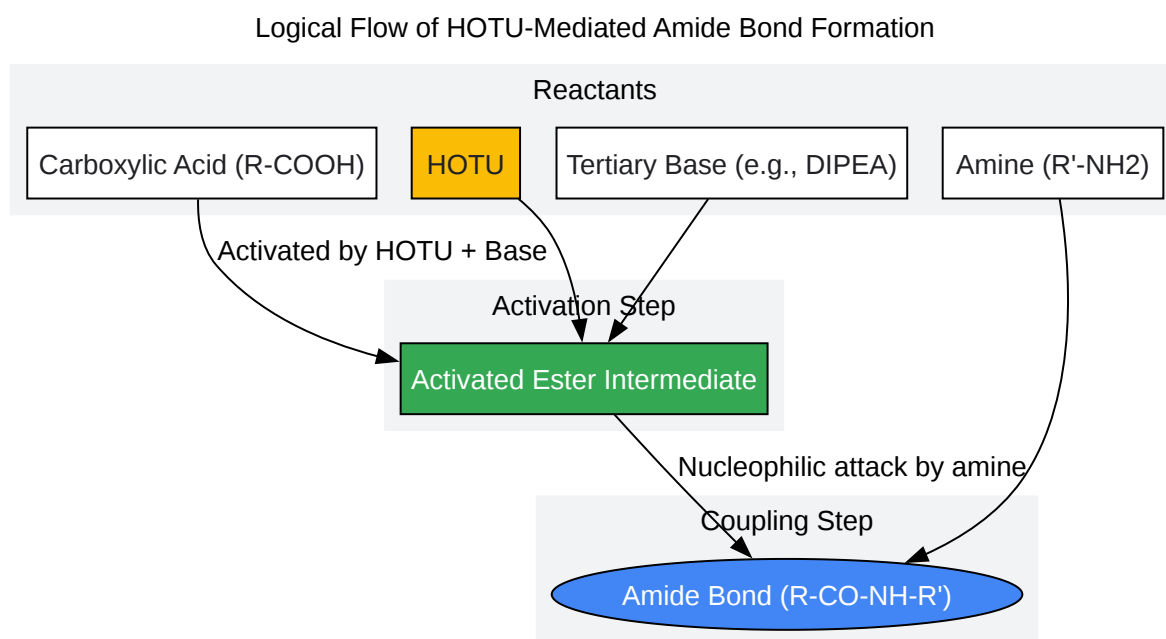 Logical Flow of HOTU-Mediated Amide Bond Formation
Reactants
Carboxylic Acid (R-COOH)
HOTU
Tertiary Base (e.g., DIPEA)
Amine (R'-NH2)
Activated by HOTU + Base
Activation Step
Activated Ester Intermediate
Nucleophilic attack by amine
Coupling Step
Amide Bond (R-CO-NH-R')